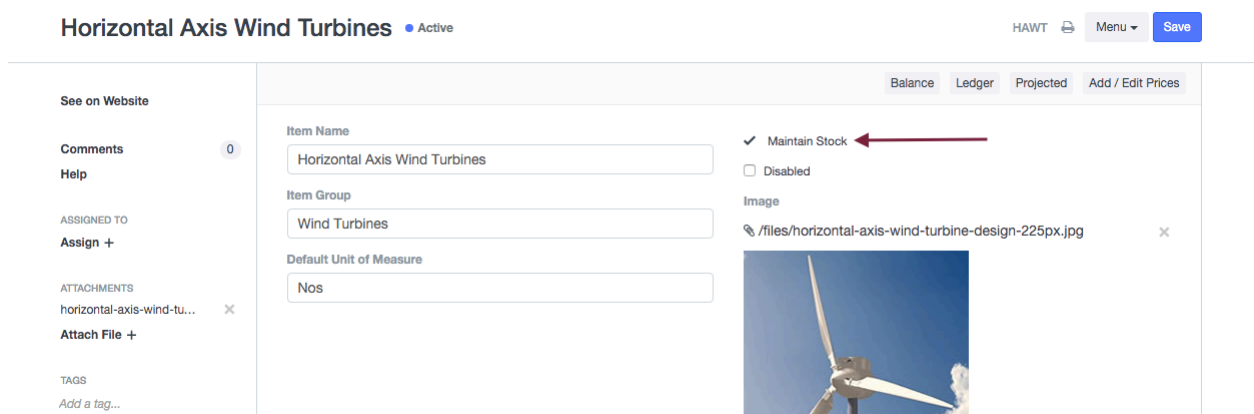 Horizontal Axis Wind Turbines Active HAWT Menu Save
Balance Ledger Projected Add / Edit Prices
See on Website
Comments 0
Help
ASSIGNED TO
Assign +
ATTACHMENTS
horizontal-axis-wind-tu...
Attach File +
TAGS
Add a tag...
Item Name
Horizontal Axis Wind Turbines
Item Group
Wind Turbines
Default Unit of Measure
Nos
Maintain Stock
Disabled
Image
/files/horizontal-axis-wind-turbine-design-225px.jpg